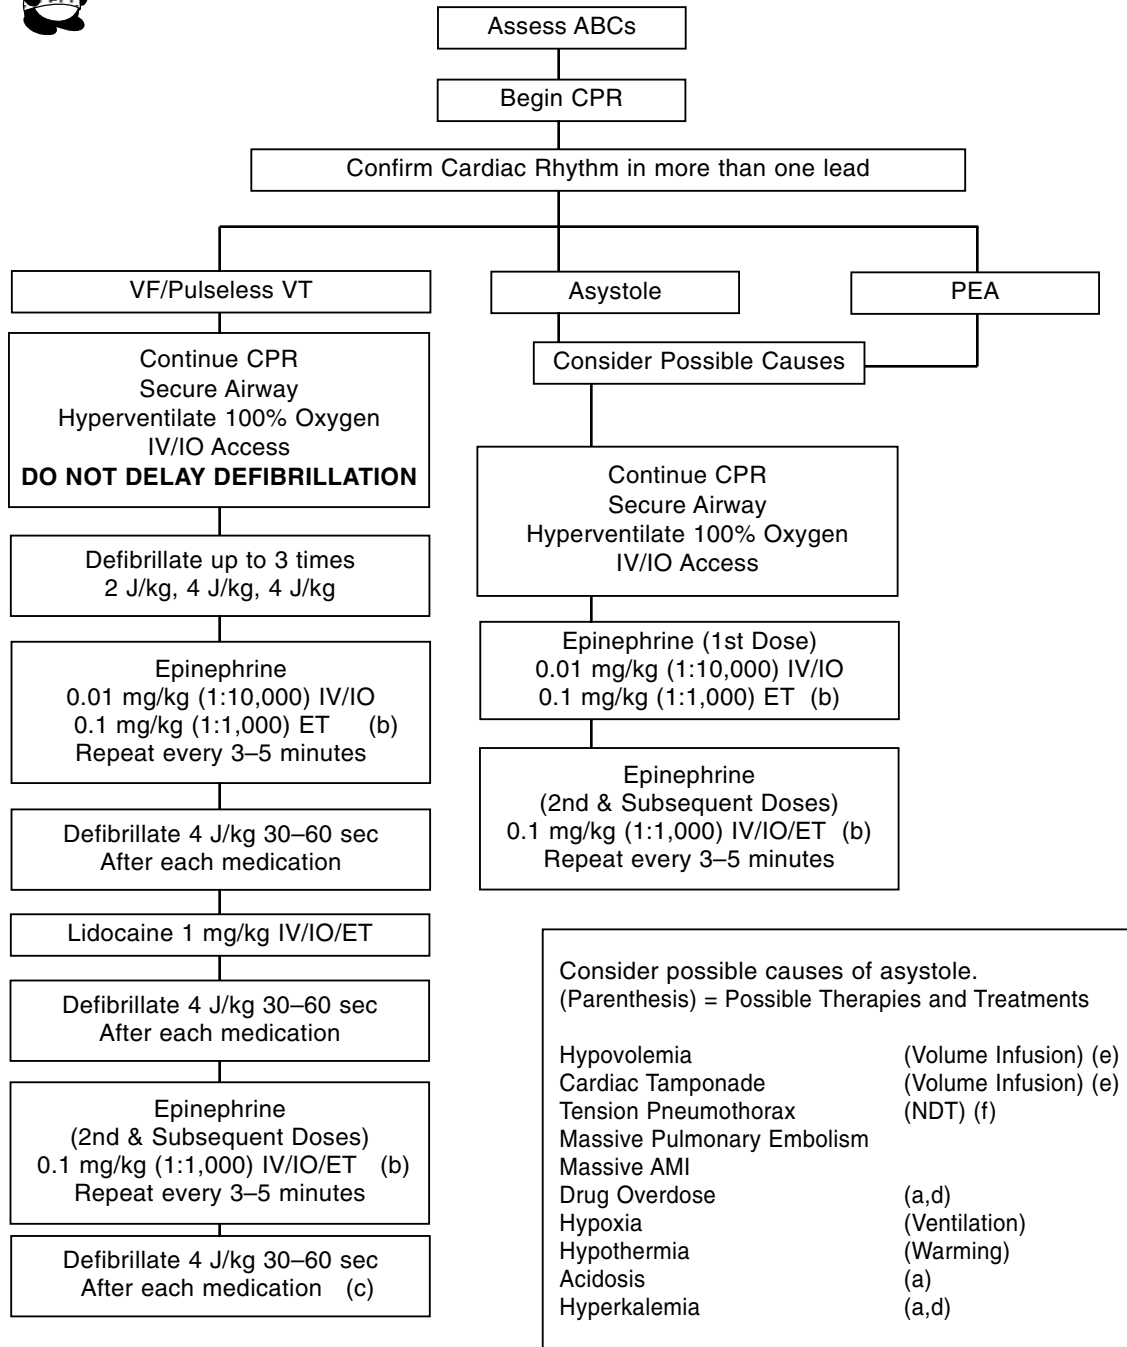 Assess ABCs
Begin CPR
Confirm Cardiac Rhythm in more than one lead
VF/Pulseless VT
Asystole
PEA
Continue CPR
Secure Airway
Hyperventilate 100% Oxygen
IV/IO Access
DO NOT DELAY DEFIBRILLATION
Defibrillate up to 3 times
2 J/kg, 4 J/kg, 4 J/kg
Epinephrine
0.01 mg/kg (1:10,000) IV/IO
0.1 mg/kg (1:1,000) ET (b)
Repeat every 3–5 minutes
Defibrillate 4 J/kg 30–60 sec
After each medication
Lidocaine 1 mg/kg IV/IO/ET
Defibrillate 4 J/kg 30–60 sec
After each medication
Epinephrine
(2nd & Subsequent Doses)
0.1 mg/kg (1:1,000) IV/IO/ET (b)
Repeat every 3–5 minutes
Defibrillate 4 J/kg 30–60 sec
After each medication (c)
Consider Possible Causes
Continue CPR
Secure Airway
Hyperventilate 100% Oxygen
IV/IO Access
Epinephrine (1st Dose)
0.01 mg/kg (1:10,000) IV/IO
0.1 mg/kg (1:1,000) ET (b)
Epinephrine
(2nd & Subsequent Doses)
0.1 mg/kg (1:1,000) IV/IO/ET (b)
Repeat every 3–5 minutes
Consider possible causes of asystole.
(Parenthesis) = Possible Therapies and Treatments
Hypovolemia (Volume Infusion) (e)
Cardiac Tamponade (Volume Infusion) (e)
Tension Pneumothorax (NDT) (f)
Massive Pulmonary Embolism
Massive AMI
Drug Overdose (a,d)
Hypoxia (Ventilation)
Hypothermia (Warming)
Acidosis (a)
Hyperkalemia (a,d)